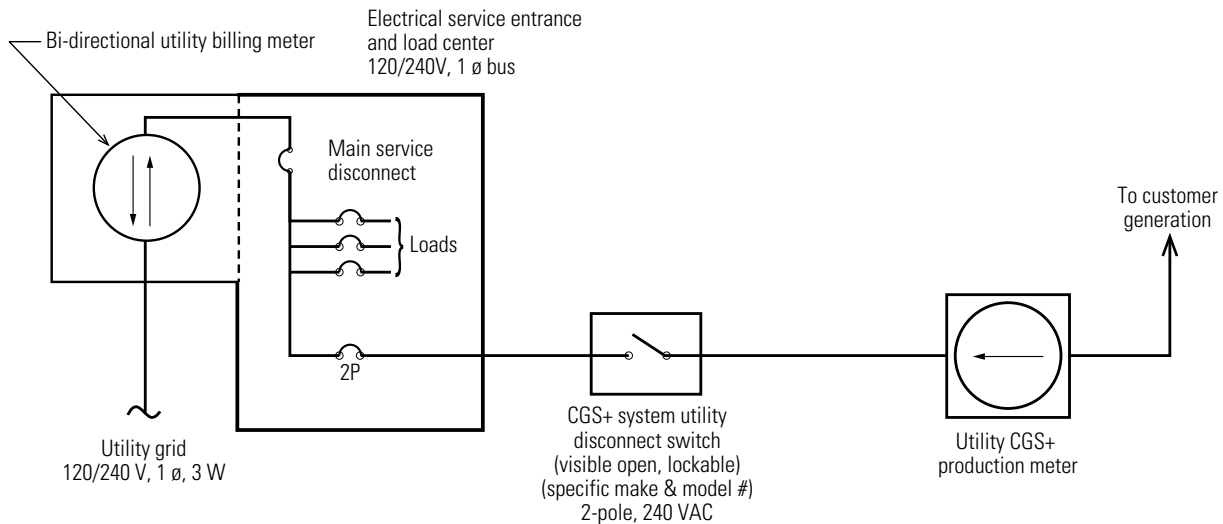 Bi-directional utility billing meter
Electrical service entrance
and load center
120/240V, 1 ø bus
Main service
disconnect
Loads
2P
To customer
generation
Utility grid
120/240 V, 1 ø, 3 W
CGS+ system utility
disconnect switch
(visible open, lockable)
(specific make & model #)
2-pole, 240 VAC
Utility CGS+
production meter